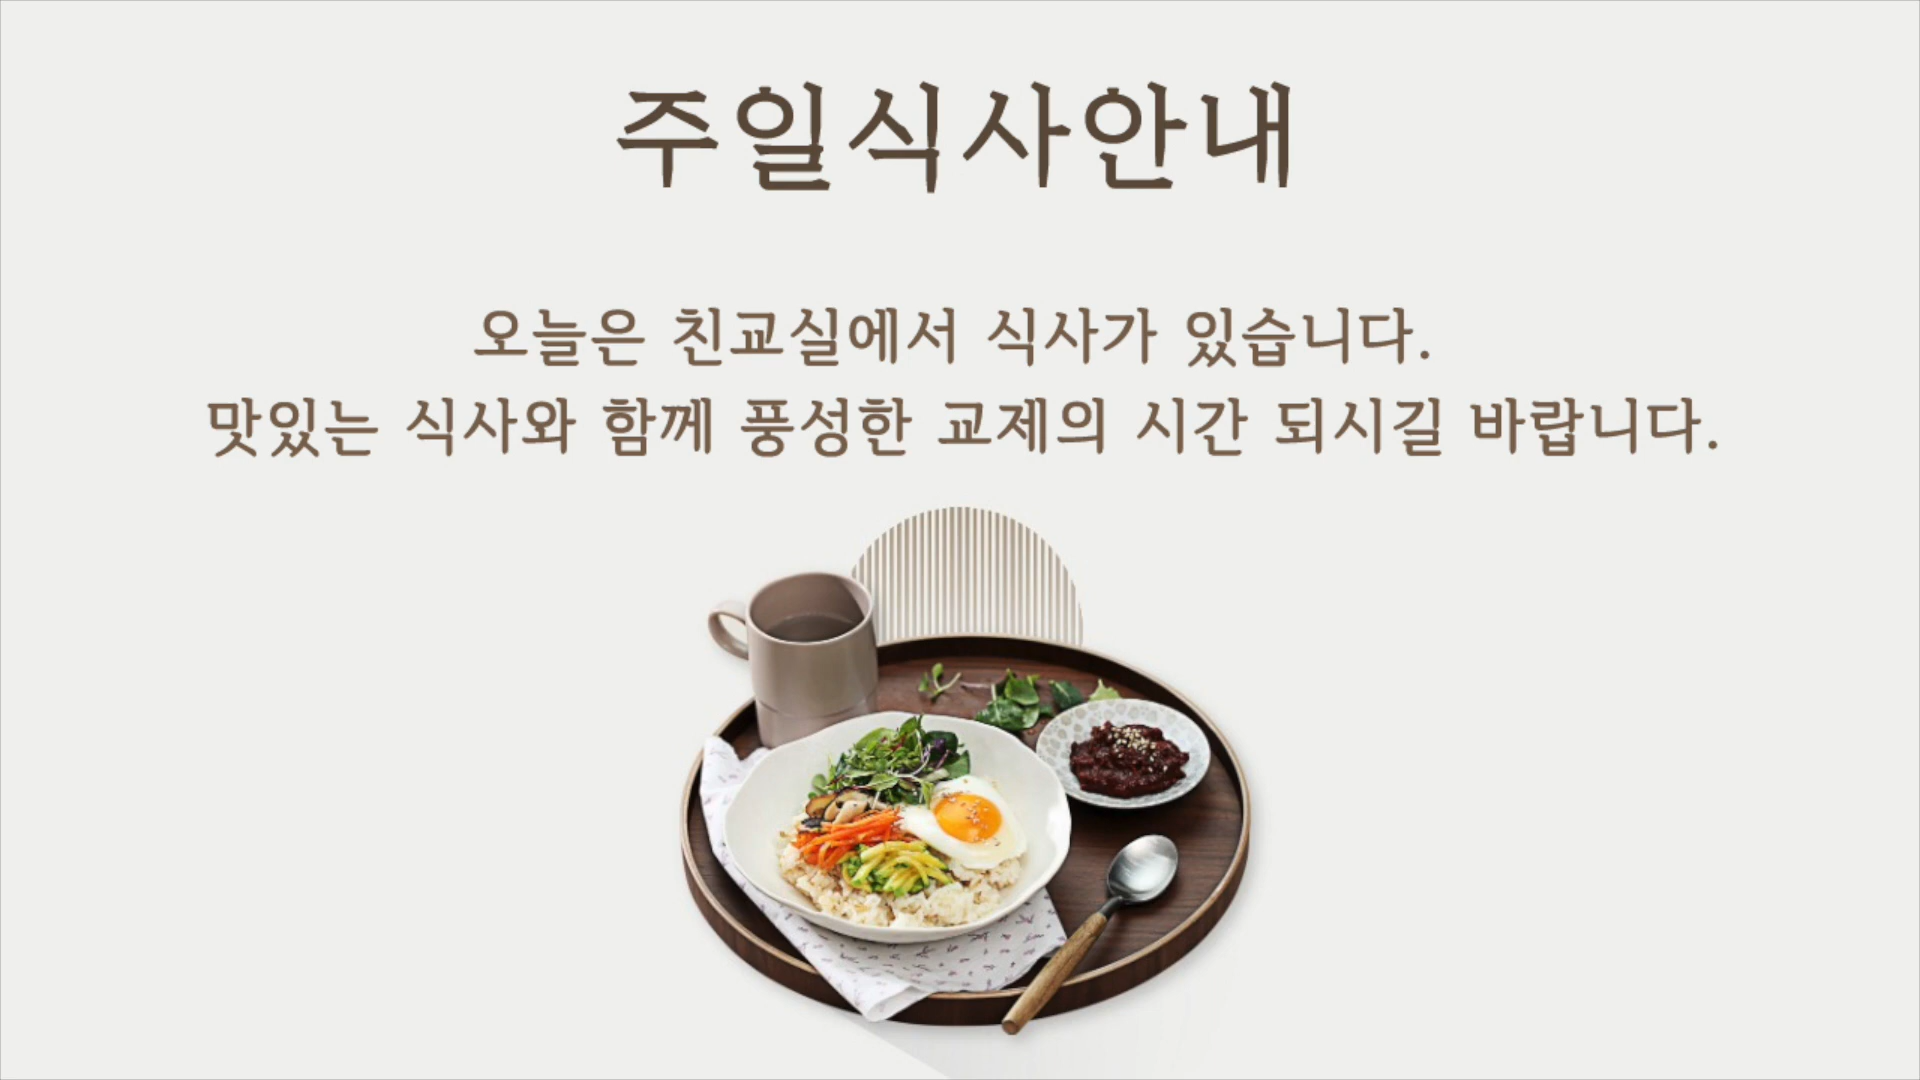 주일식사안내
오늘은 친교실에서 식사가 있습니다.
맛있는 식사와 함께 풍성한 교제의 시간 되시길 바랍니다.